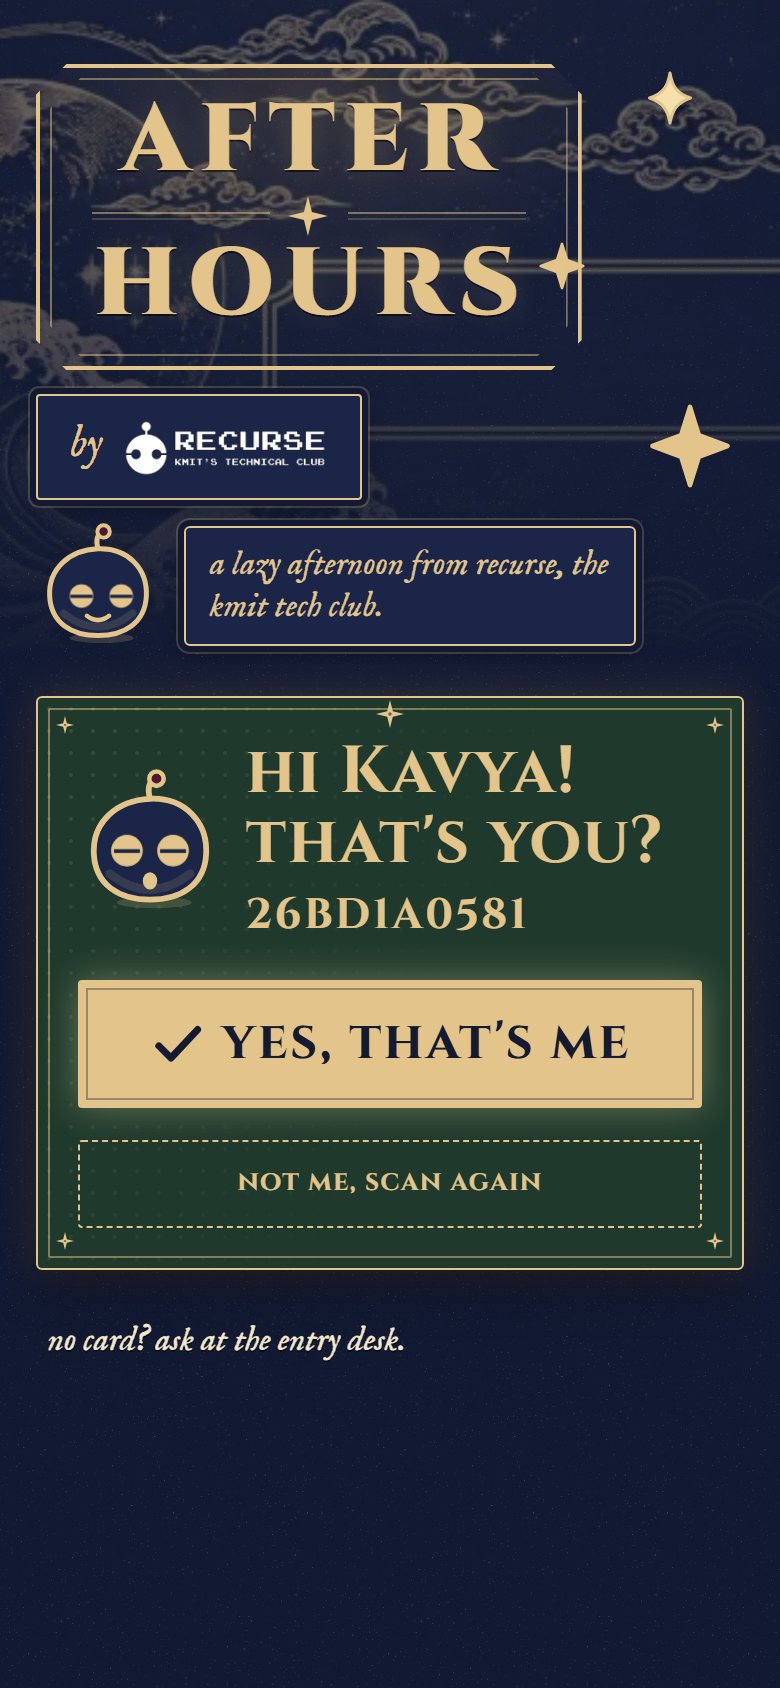 AFTER
HOURS
by RECURSE
KMIT'S TECHNICAL CLUB
a lazy afternoon from recurse, the
kmit tech club.
HI KAVYA!
THAT'S YOU?
26BD1A0581
YES, THAT'S ME
NOT ME, SCAN AGAIN
no card? ask at the entry desk.